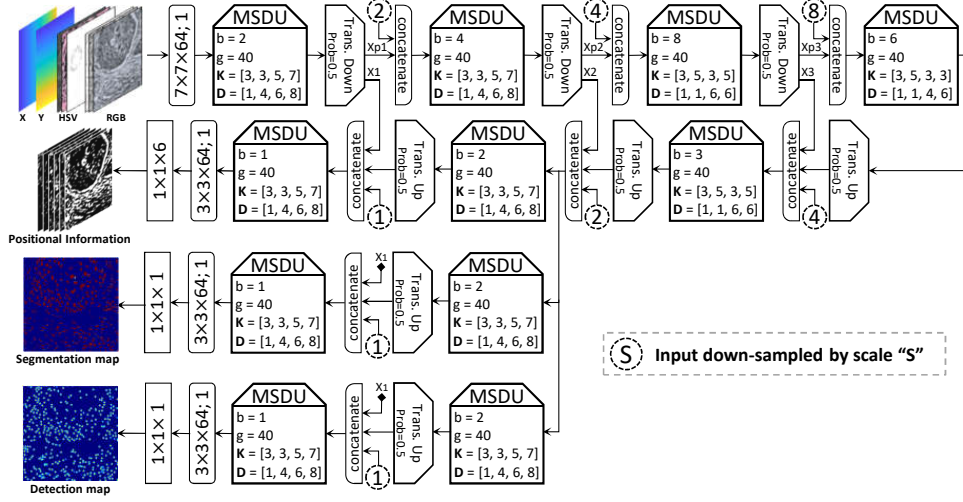 X Y HSV RGB
7×7×64; 1
MSDU
b = 2
g = 40
K = [3, 3, 5, 7]
D = [1, 4, 6, 8]
Trans. Down
Prob=0.5
2
Xp1
X1
concatenate
MSDU
b = 4
g = 40
K = [3, 3, 5, 7]
D = [1, 4, 6, 8]
Trans. Down
Prob=0.5
4
Xp2
X2
concatenate
MSDU
b = 8
g = 40
K = [3, 5, 3, 5]
D = [1, 1, 6, 6]
Trans. Down
Prob=0.5
8
Xp3
X3
concatenate
MSDU
b = 6
g = 40
K = [3, 5, 3, 3]
D = [1, 1, 4, 6]
Positional Information
1×1×6
3×3×64; 1
MSDU
b = 1
g = 40
K = [3, 3, 5, 7]
D = [1, 4, 6, 8]
concatenate
1
Trans. Up
Prob=0.5
MSDU
b = 2
g = 40
K = [3, 3, 5, 7]
D = [1, 4, 6, 8]
concatenate
2
Trans. Up
Prob=0.5
MSDU
b = 3
g = 40
K = [3, 5, 3, 5]
D = [1, 1, 6, 6]
concatenate
4
Trans. Up
Prob=0.5
Segmentation map
1×1×1
3×3×64; 1
MSDU
b = 1
g = 40
K = [3, 3, 5, 7]
D = [1, 4, 6, 8]
concatenate
X1
1
Trans. Up
Prob=0.5
MSDU
b = 2
g = 40
K = [3, 3, 5, 7]
D = [1, 4, 6, 8]
S Input down-sampled by scale “S”
Detection map
1×1×1
3×3×64; 1
MSDU
b = 1
g = 40
K = [3, 3, 5, 7]
D = [1, 4, 6, 8]
concatenate
X1
1
Trans. Up
Prob=0.5
MSDU
b = 2
g = 40
K = [3, 3, 5, 7]
D = [1, 4, 6, 8]